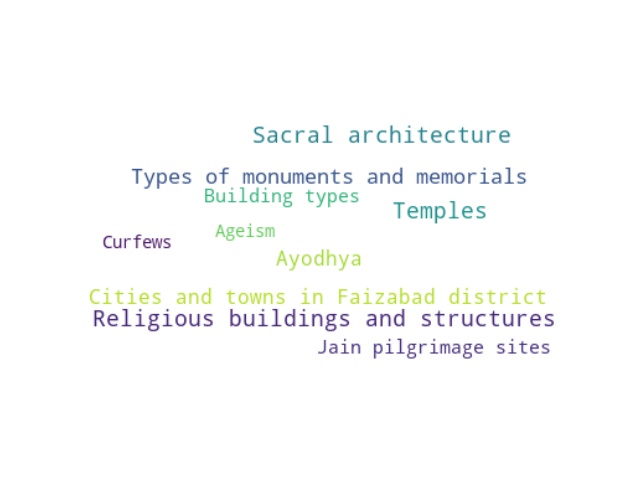 Sacral architecture
Types of monuments and memorials
Building types
Temples
Ageism
Curfews
Ayodhya
Cities and towns in Faizabad district
Religious buildings and structures
Jain pilgrimage sites